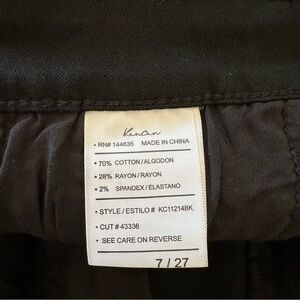 KanCan
• RN# 144635 MADE IN CHINA
• 70% COTTON / ALGODON
• 28% RAYON / RAYON
• 2% SPANDEX / ELASTANO
• STYLE / ESTILO # KC11214BK
• CUT # 43336
• SEE CARE ON REVERSE
7 / 27